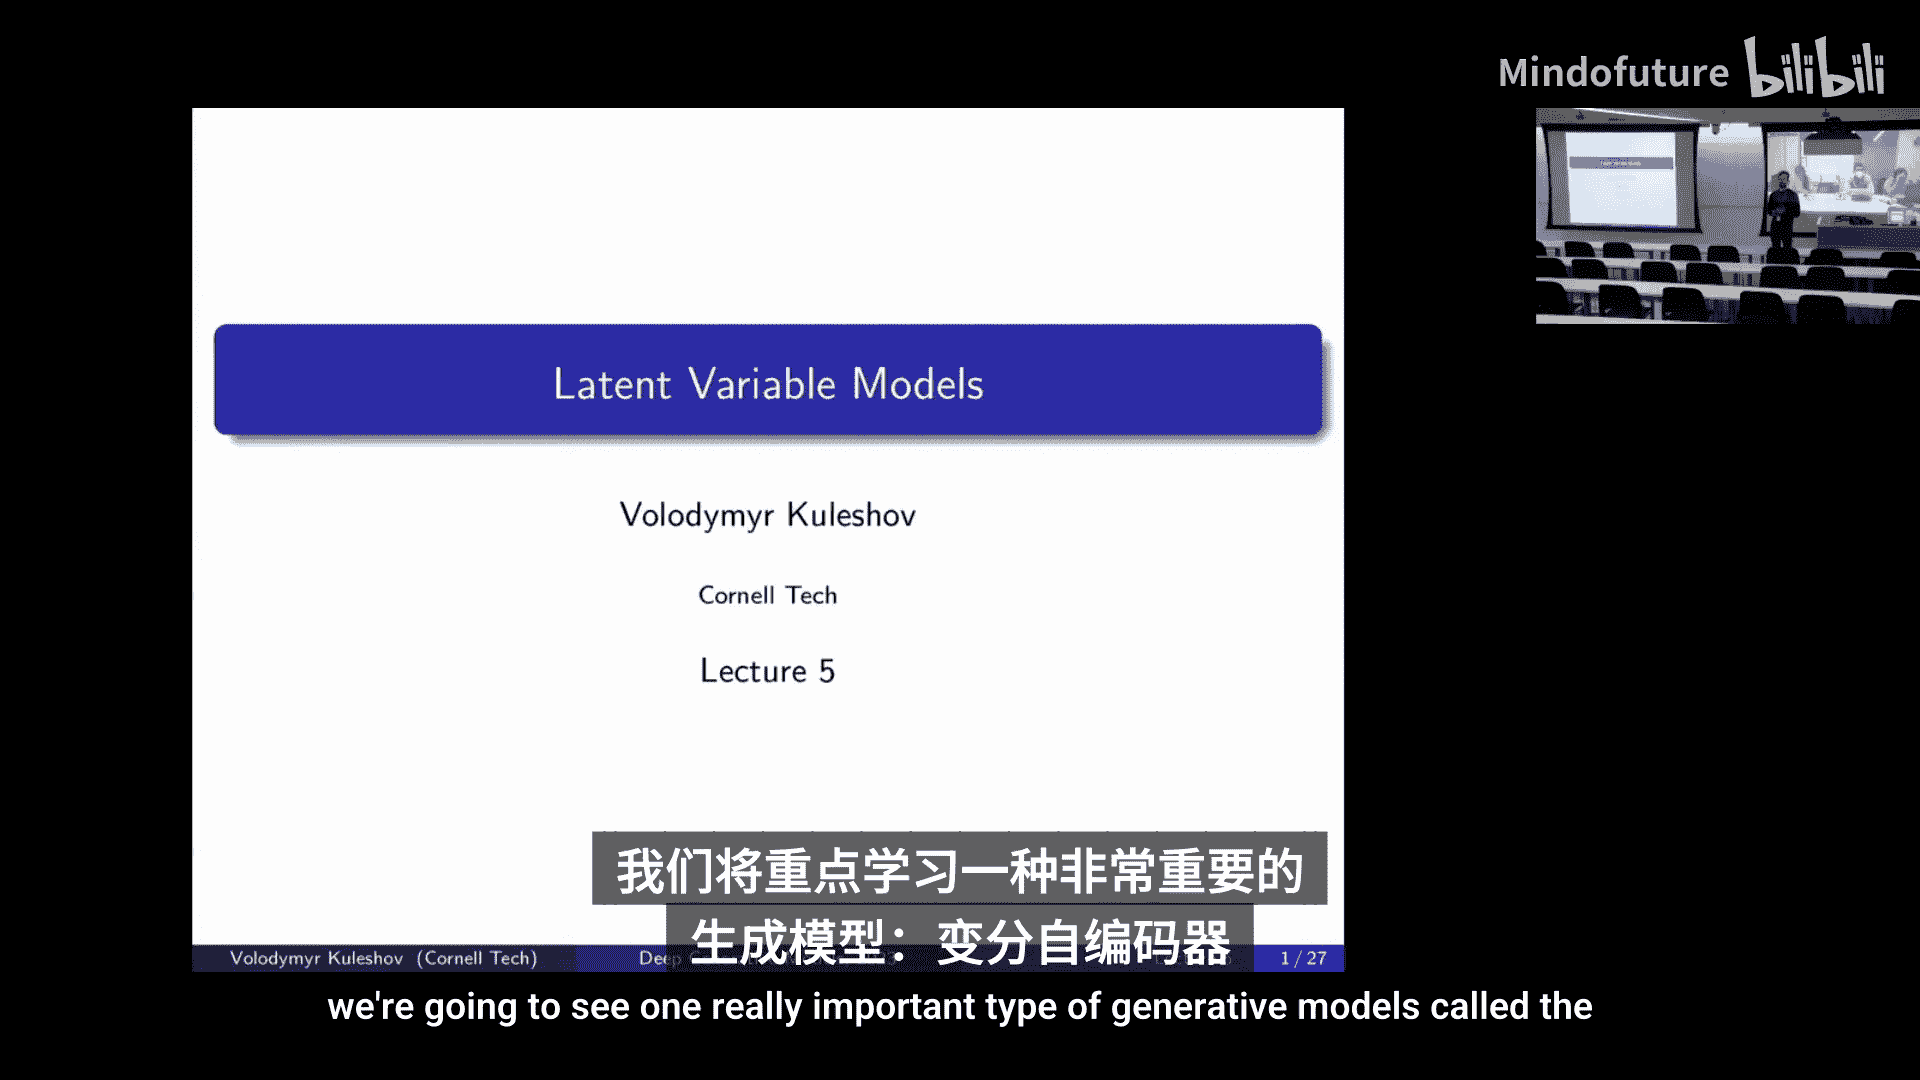 Mindofuture bilibili
Latent Variable Models
Volodymyr Kuleshov
Cornell Tech
Lecture 5
我们将重点学习一种非常重要的
生成模型：变分自编码器
Volodymyr Kuleshov (Cornell Tech)
Deep
1 / 27
we're going to see one really important type of generative models called the